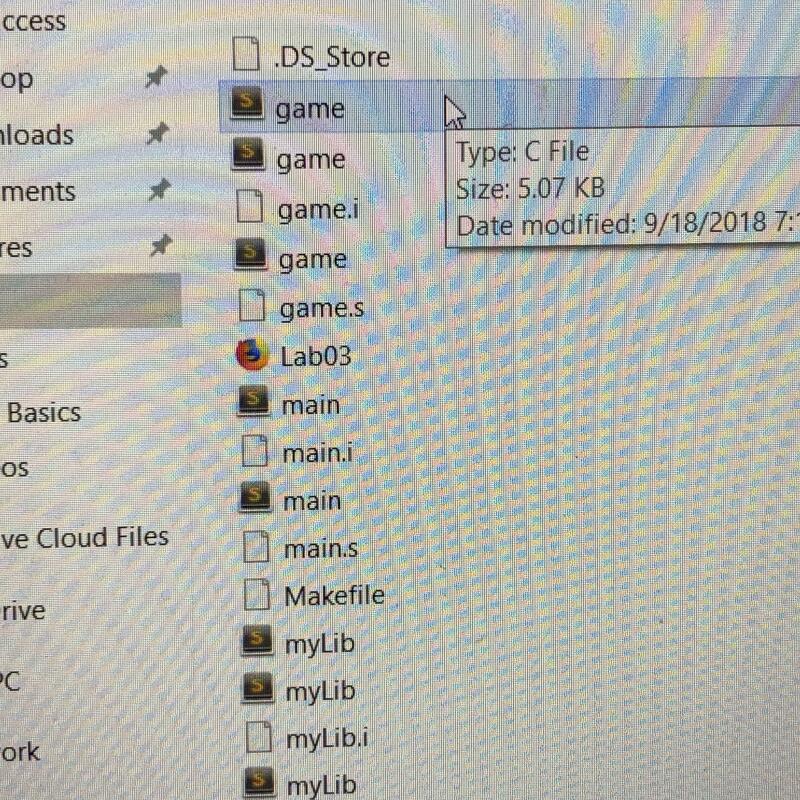 ccess
op
nloads
ments
res
s
Basics
os
ve Cloud Files
rive
PC
ork
.DS_Store
game
game
game.i
game
game.s
Lab03
main
main.i
main
main.s
Makefile
myLib
myLib
myLib.i
myLib
Type: C File
Size: 5.07 KB
Date modified: 9/18/2018 7: